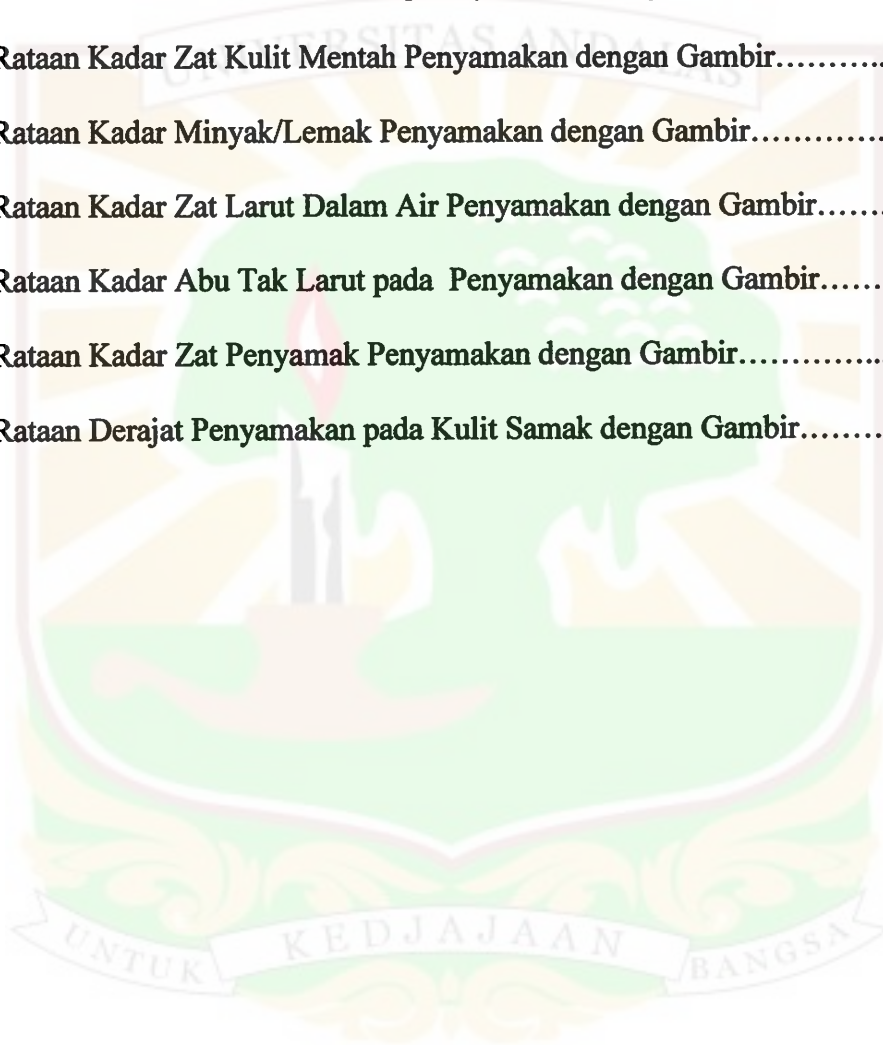 UNIVERSITAS ANDALAS
Rataan Kadar Zat Kulit Mentah Penyamakan dengan Gambir...........
Rataan Kadar Minyak/Lemak Penyamakan dengan Gambir.............
Rataan Kadar Zat Larut Dalam Air Penyamakan dengan Gambir.......
Rataan Kadar Abu Tak Larut pada  Penyamakan dengan Gambir......
Rataan Kadar Zat Penyamak Penyamakan dengan Gambir..............
Rataan Derajat Penyamakan pada Kulit Samak dengan Gambir........
UNTUK KEDJAJAAN BANGSA